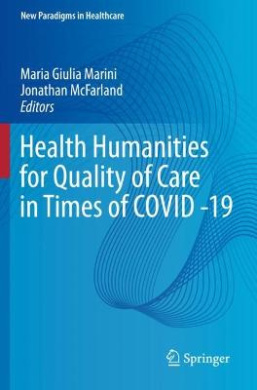 New Paradigms in Healthcare
Maria Giulia Marini
Jonathan McFarland
Editors
Health Humanities
for Quality of Care
in Times of COVID -19
Springer